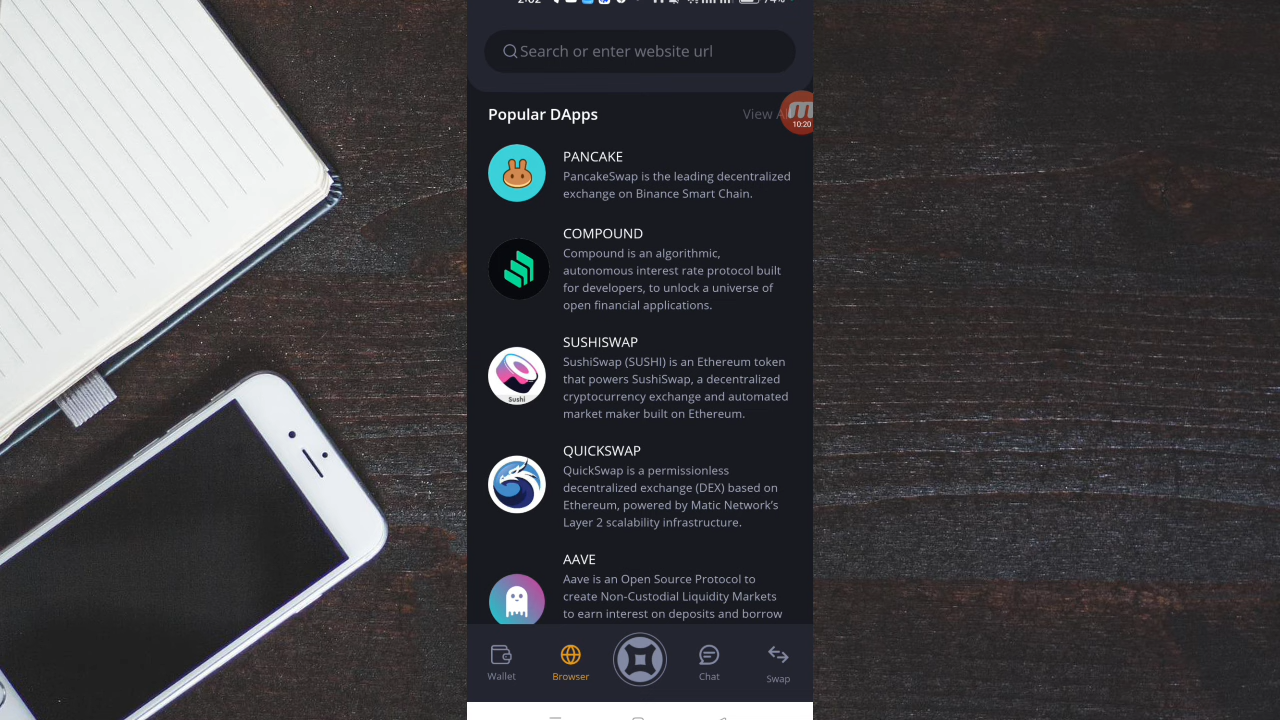 Search or enter website url
Popular DApps
View
10:20
PANCAKE
PancakeSwap is the leading decentralized
exchange on Binance Smart Chain.
COMPOUND
Compound is an algorithmic,
autonomous interest rate protocol built
for developers, to unlock a universe of
open financial applications.
SUSHISWAP
SushiSwap (SUSHI) is an Ethereum token
that powers SushiSwap, a decentralized
cryptocurrency exchange and automated
market maker built on Ethereum.
Sushi
QUICKSWAP
QuickSwap is a permissionless
decentralized exchange (DEX) based on
Ethereum, powered by Matic Network's
Layer 2 scalability infrastructure.
AAVE
Aave is an Open Source Protocol to
create Non-Custodial Liquidity Markets
to earn interest on deposits and borrow
Wallet
Browser
Chat
Swap